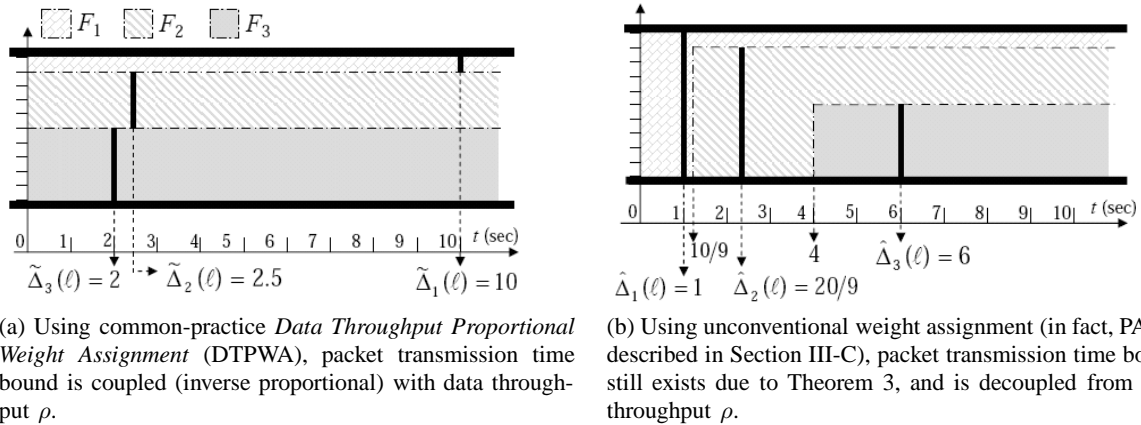 F1 F2 F3
0 1 2 3 4 5 6 7 8 9 10 t (sec)
Δ̃3(ℓ) = 2 Δ̃2(ℓ) = 2.5 Δ̃1(ℓ) = 10
(a) Using common-practice Data Throughput Proportional
Weight Assignment (DTPWA), packet transmission time
bound is coupled (inverse proportional) with data through-
put ρ.
0 1 2 3 4 5 6 7 8 9 10 t (sec)
10/9 4 Δ̂3(ℓ) = 6
Δ̂1(ℓ) = 1 Δ̂2(ℓ) = 20/9
(b) Using unconventional weight assignment (in fact, PA
described in Section III-C), packet transmission time bo
still exists due to Theorem 3, and is decoupled from
throughput ρ.